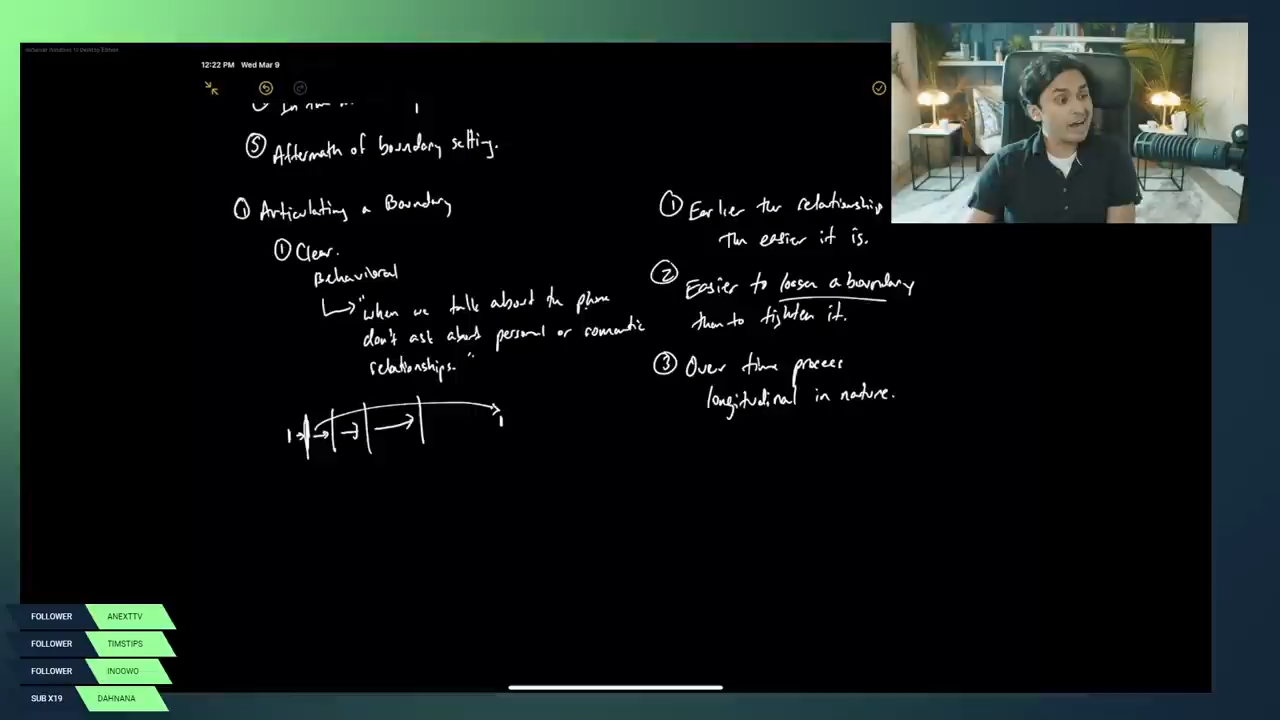 12:22 PM Wed Mar 9
⑤ Aftermath of boundary setting.
① Articulating a Boundary
① Clear.
Behavioral
"when we talk about the phone
don't ask about personal or romantic
relationships."
① Earlier the relationship
The easier it is.
② Easier to loosen a boundary
than to tighten it.
③ Over time process
longitudinal in nature.
FOLLOWER ANEXTTV
FOLLOWER TIMSTIPS
FOLLOWER INOOWO
SUB X19 DAHNANA